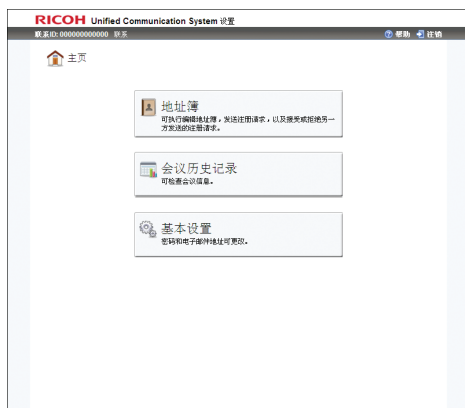 RICOH Unified Communication System 设置
联系ID: 000000000000 联系 帮助 注销
主页
地址簿
可执行编辑地址簿，发送注册请求，以及接受或拒绝另一
方发送的注册请求。
会议历史记录
可检查会议信息。
基本设置
密码和电子邮件地址可更改。